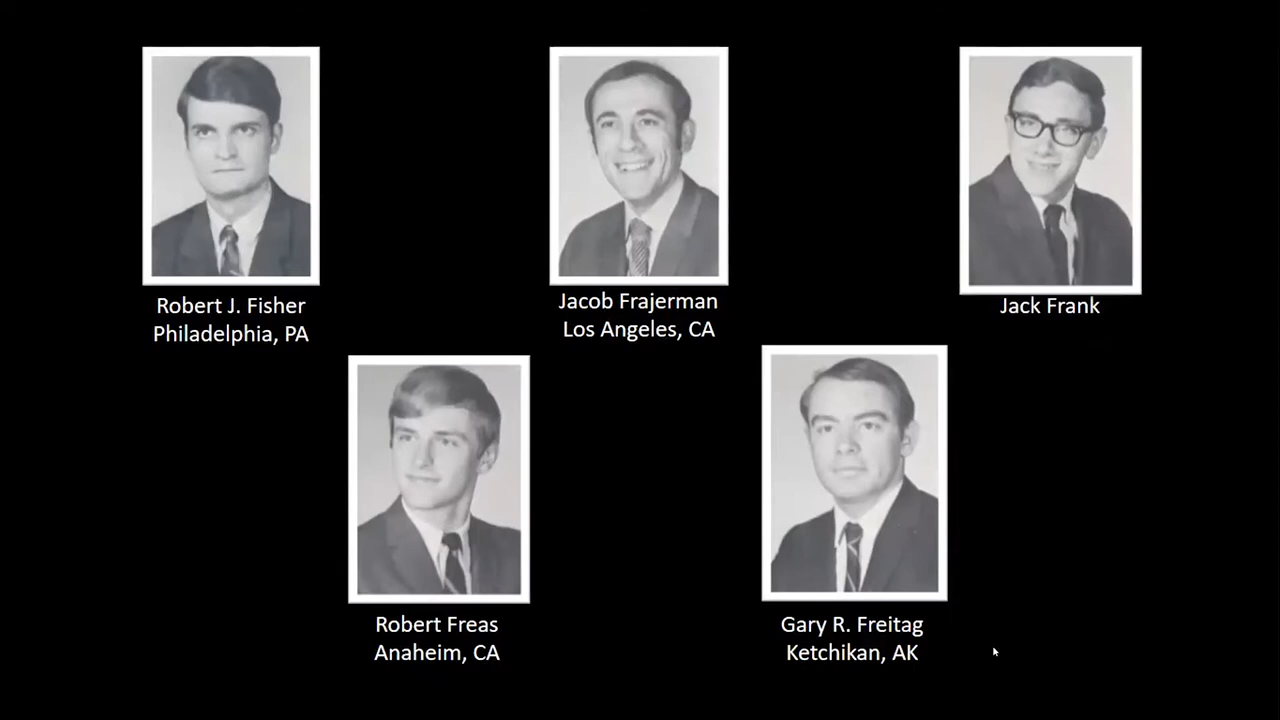 Robert J. Fisher
Philadelphia, PA
Jacob Frajerman
Los Angeles, CA
Jack Frank
Robert Freas
Anaheim, CA
Gary R. Freitag
Ketchikan, AK